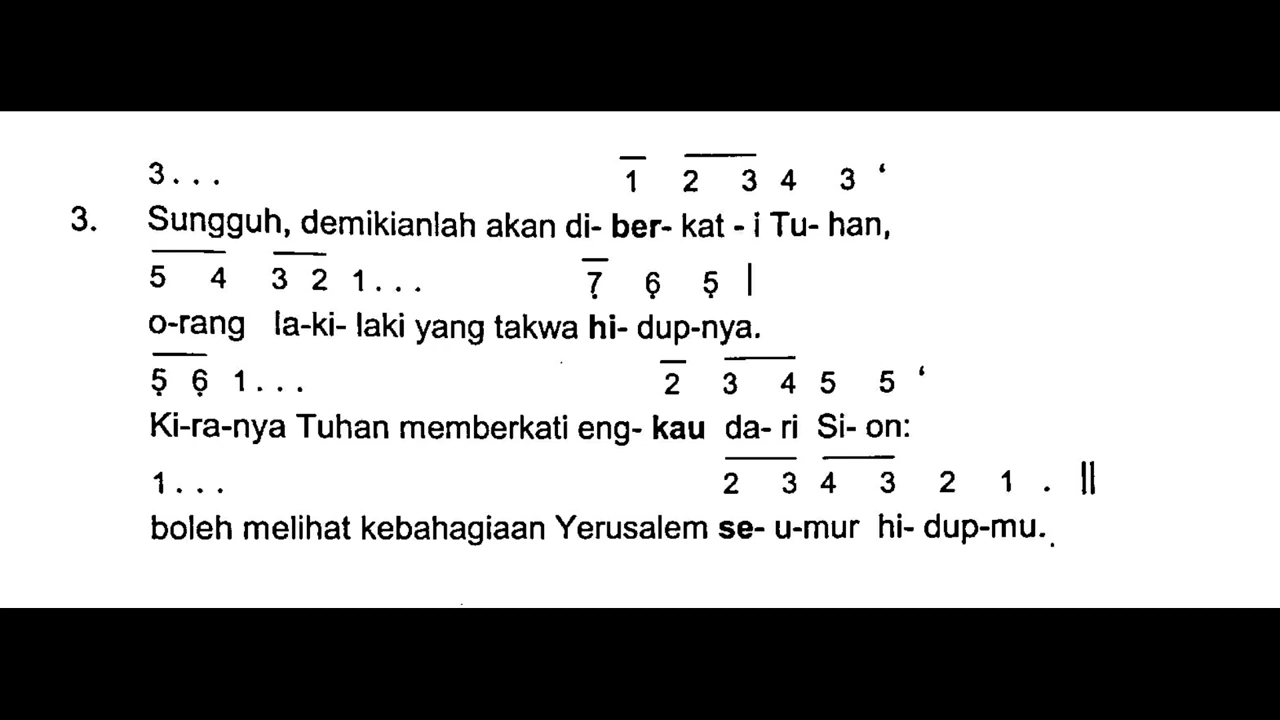 3 . . . 1 2 3 4 3 ‘
3. Sungguh, demikianlah akan di- ber- kat - i Tu- han,
5 4 3 2 1 . . . 7̣ 6̣ 5̣ |
o-rang la-ki- laki yang takwa hi- dup-nya.
5̣ 6̣ 1 . . . 2 3 4 5 5 ‘
Ki-ra-nya Tuhan memberkati eng- kau da- ri Si- on:
1 . . . 2 3 4 3 2 1 . ||
boleh melihat kebahagiaan Yerusalem se- u-mur hi- dup-mu.